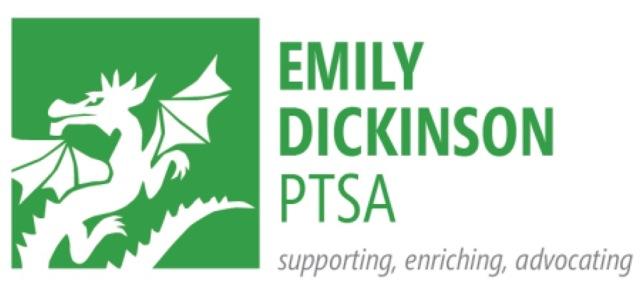 EMILY
DICKINSON
PTSA
supporting, enriching, advocating